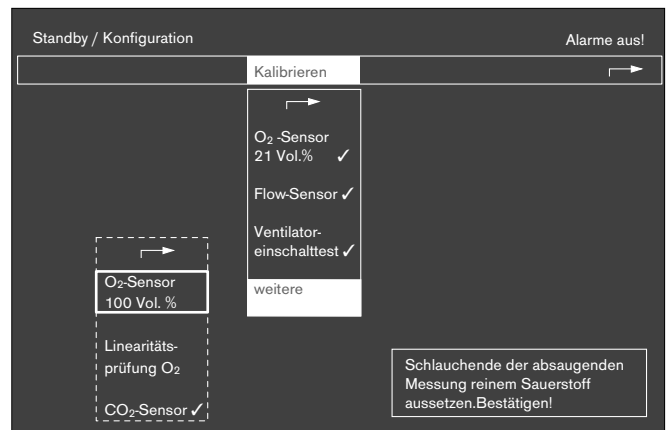 Standby / Konfiguration
Alarme aus!
Kalibrieren
O₂ -Sensor
21 Vol.% ✓
Flow-Sensor ✓
Ventilator-
einschalttest ✓
weitere
O₂-Sensor
100 Vol. %
Linearitäts-
prüfung O₂
CO₂-Sensor ✓
Schlauchende der absaugenden
Messung reinem Sauerstoff
aussetzen.Bestätigen!